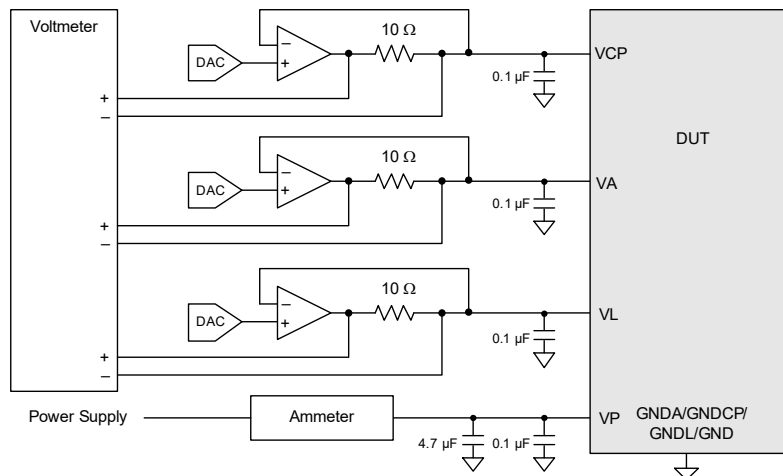 Voltmeter
10 Ω
DAC
−
+
VCP
0.1 µF
+
−
DUT
10 Ω
DAC
−
+
VA
0.1 µF
+
−
10 Ω
DAC
−
+
VL
0.1 µF
+
−
Power Supply
Ammeter
VP
GNDA/GNDCP/
GNDL/GND
4.7 µF
0.1 µF